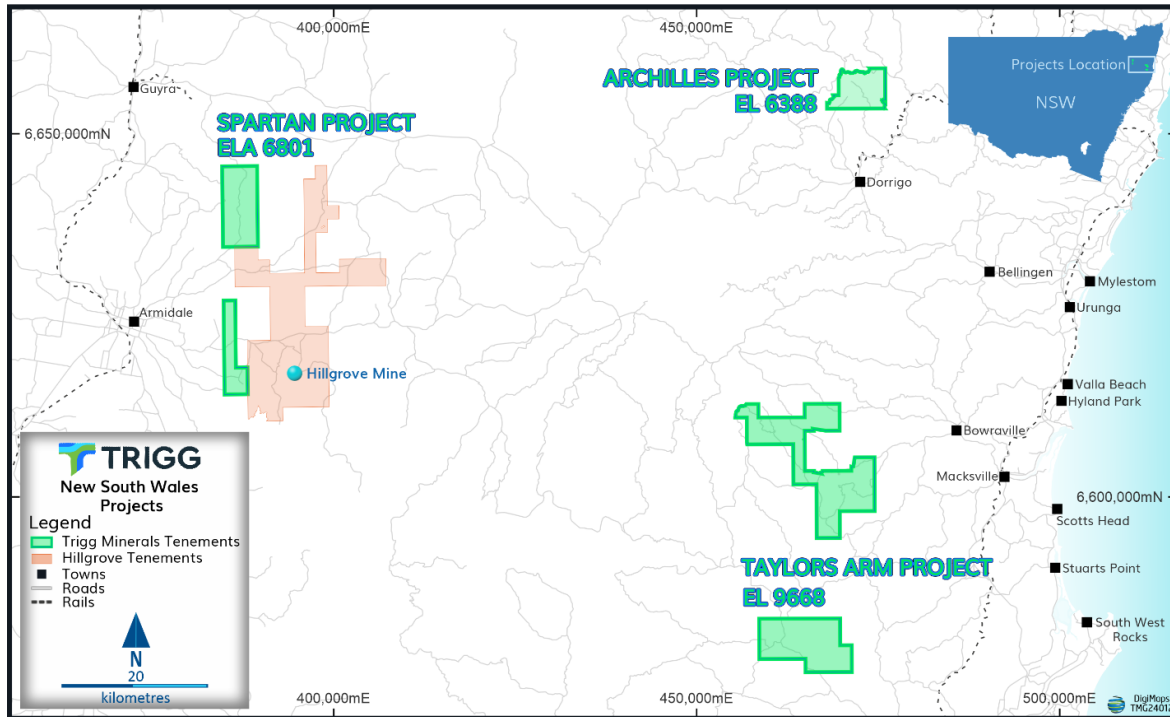 400,000mE
450,000mE
Guyra
6,650,000mN
SPARTAN PROJECT
ELA 6801
ARCHILLES PROJECT
EL 6388
Projects Location
NSW
Dorrigo
Bellingen
Mylestom
Urunga
Armidale
Hillgrove Mine
Valla Beach
Hyland Park
Bowraville
Macksville
6,600,000mN
Scotts Head
TAYLORS ARM PROJECT
EL 9668
Stuarts Point
South West
Rocks
TRIGG
New South Wales
Projects
Legend
Trigg Minerals Tenements
Hillgrove Tenements
Towns
Roads
Rails
N
20
kilometres
400,000mE
450,000mE
500,000mE
DigiMaps